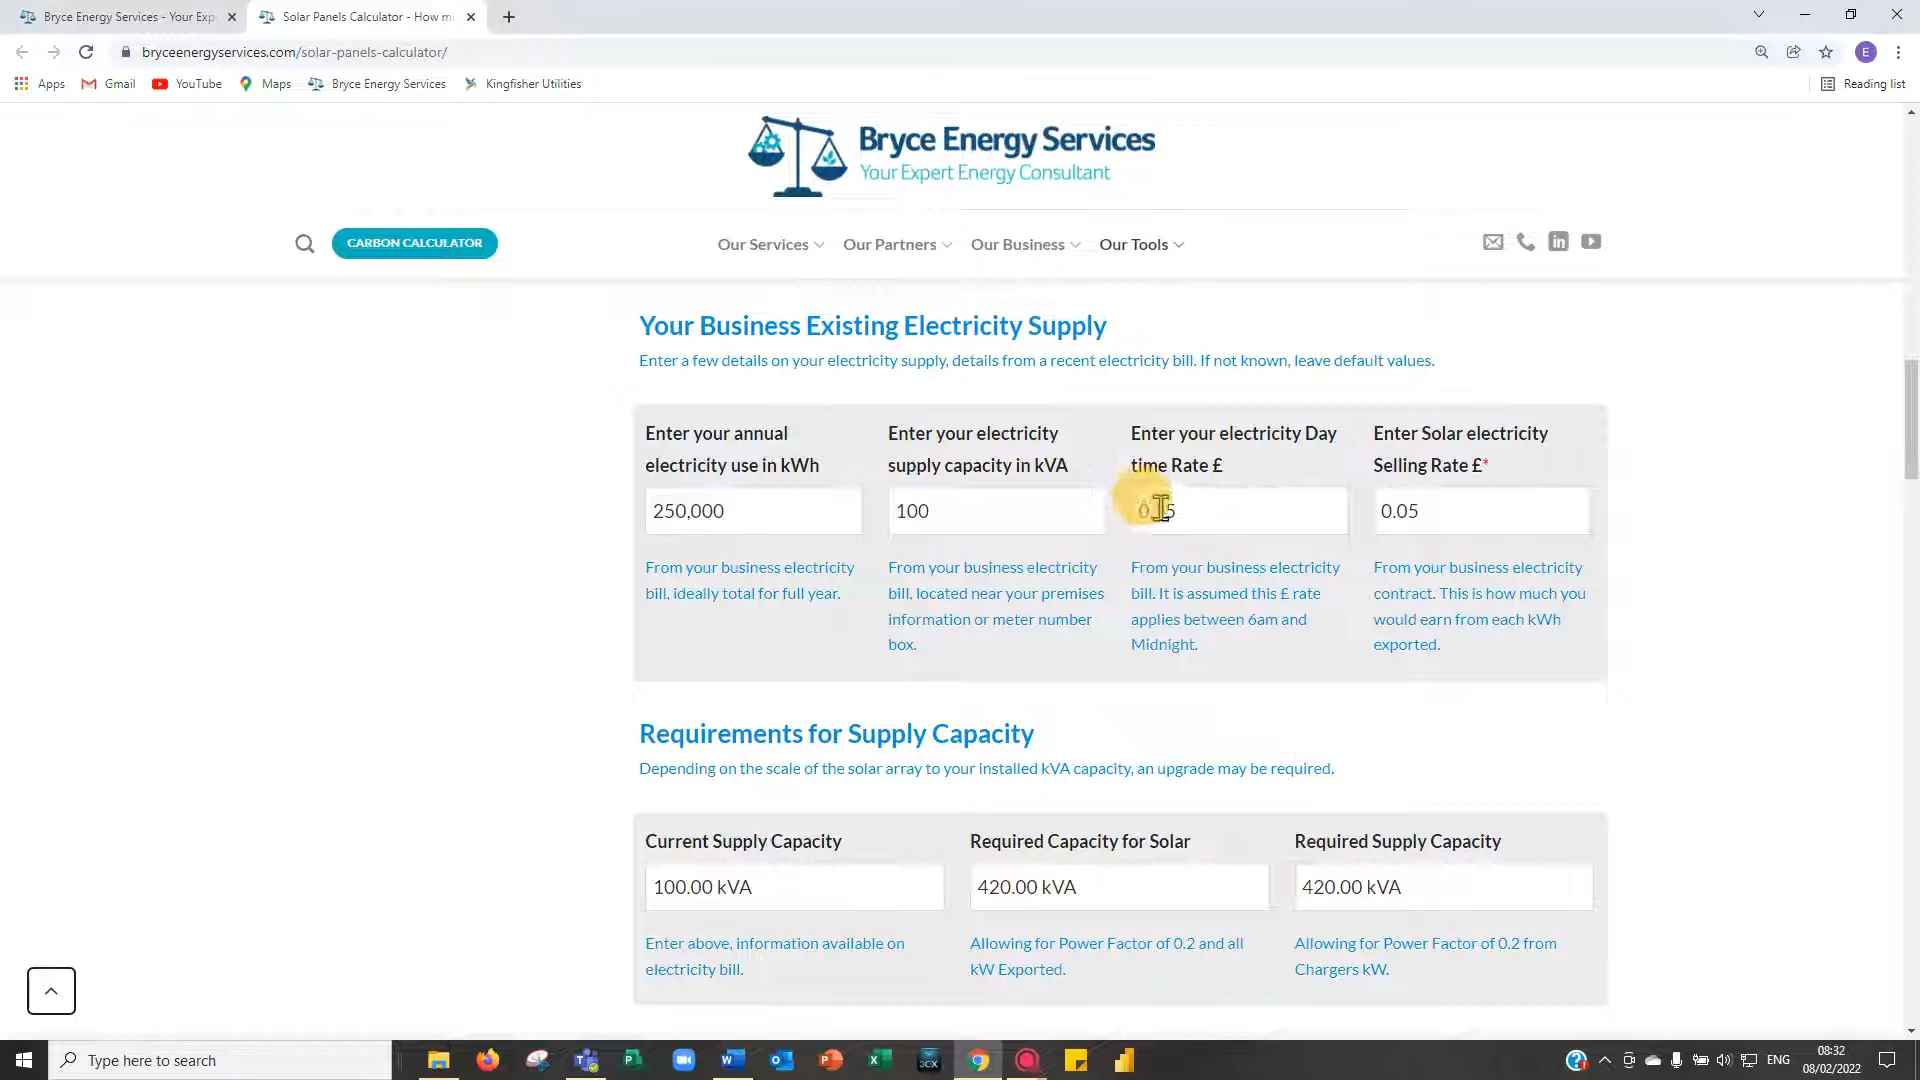 Bryce Energy Services - Your Exp
Solar Panels Calculator - How m
bryceenergyservices.com/solar-panels-calculator/
E
Apps Gmail YouTube Maps Bryce Energy Services Kingfisher Utilities Reading list
Bryce Energy Services
Your Expert Energy Consultant
CARBON CALCULATOR
Our Services Our Partners Our Business Our Tools
Your Business Existing Electricity Supply
Enter a few details on your electricity supply, details from a recent electricity bill. If not known, leave default values.
Enter your annual
electricity use in kWh
250,000
From your business electricity
bill, ideally total for full year.
Enter your electricity
supply capacity in kVA
100
From your business electricity
bill, located near your premises
information or meter number
box.
Enter your electricity Day
time Rate £
From your business electricity
bill. It is assumed this £ rate
applies between 6am and
Midnight.
Enter Solar electricity
Selling Rate £*
0.05
From your business electricity
contract. This is how much you
would earn from each kWh
exported.
Requirements for Supply Capacity
Depending on the scale of the solar array to your installed kVA capacity, an upgrade may be required.
Current Supply Capacity
100.00 kVA
Enter above, information available on
electricity bill.
Required Capacity for Solar
420.00 kVA
Allowing for Power Factor of 0.2 and all
kW Exported.
Required Supply Capacity
420.00 kVA
Allowing for Power Factor of 0.2 from
Chargers kW.
Type here to search
3CX
ENG
08:32
08/02/2022